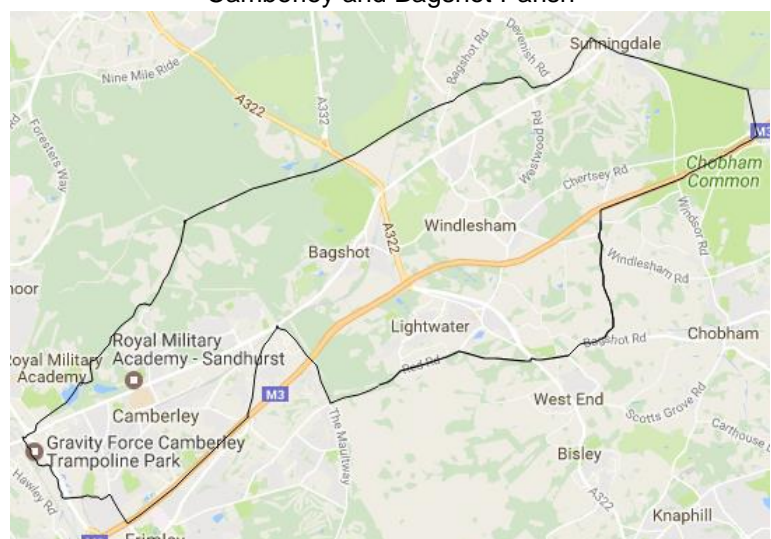 Camberley and Bagshot Parish
Sunningdale
Devenish Rd
Bagshot Rd
Nine Mile Ride
A322
A332
Foresters Way
Westwood Rd
M3
Chertsey Rd
Chobham
Common
Windsor Rd
Windlesham
A322
Bagshot
Windlesham Rd
Lightwater
Bagshot Rd
Chobham
Royal Military
Academy - Sandhurst
Royal Military
Academy
Red Rd
M3
West End
Camberley
The Maultway
Scotts Grove Rd
Gravity Force Camberley
Trampoline Park
Bisley
Hawley Rd
A322
Knaphill
Frimley